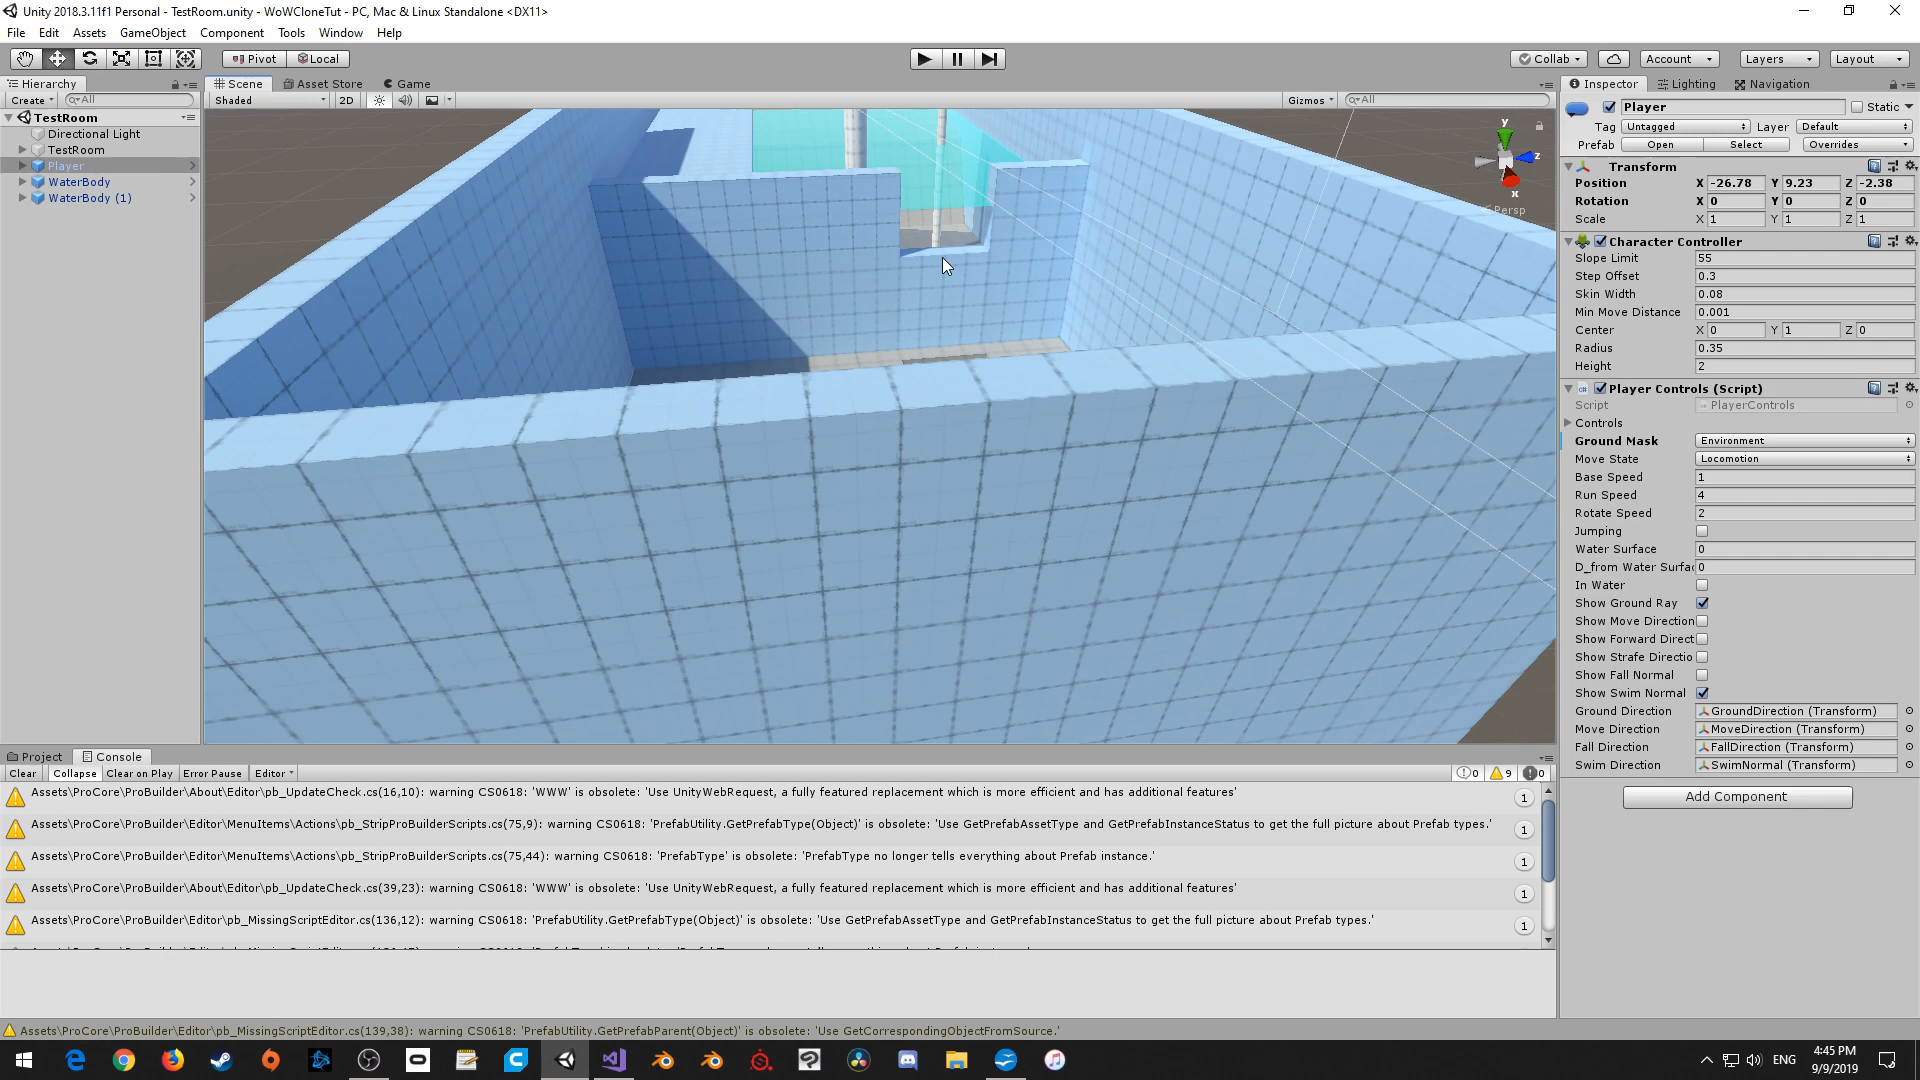 Unity 2018.3.11f1 Personal - TestRoom.unity - WoWCloneTut - PC, Mac & Linux Standalone <DX11>
File Edit Assets GameObject Component Tools Window Help
Pivot Local Collab Account Layers Layout
Hierarchy
Create All
TestRoom
Directional Light
TestRoom
Player
WaterBody
WaterBody (1)
Scene Asset Store Game
Shaded 2D Gizmos All
y
z
x
Persp
Inspector Lighting Navigation
Player Static
Tag Untagged Layer Default
Prefab Open Select Overrides
Transform
Position X -26.78 Y 9.23 Z -2.38
Rotation X 0 Y 0 Z 0
Scale X 1 Y 1 Z 1
Character Controller
Slope Limit 55
Step Offset 0.3
Skin Width 0.08
Min Move Distance 0.001
Center X 0 Y 1 Z 0
Radius 0.35
Height 2
Player Controls (Script)
Script PlayerControls
Controls
Ground Mask Environment
Move State Locomotion
Base Speed 1
Run Speed 4
Rotate Speed 2
Jumping
Water Surface 0
D_from Water Surfac 0
In Water
Show Ground Ray
Show Move Direction
Show Forward Direct
Show Strafe Directio
Show Fall Normal
Show Swim Normal
Ground Direction GroundDirection (Transform)
Move Direction MoveDirection (Transform)
Fall Direction FallDirection (Transform)
Swim Direction SwimNormal (Transform)
Add Component
Project Console
Clear Collapse Clear on Play Error Pause Editor 0 9 0
Assets\ProCore\ProBuilder\About\Editor\pb_UpdateCheck.cs(16,10): warning CS0618: 'WWW' is obsolete: 'Use UnityWebRequest, a fully featured replacement which is more efficient and has additional features' 1
Assets\ProCore\ProBuilder\Editor\MenuItems\Actions\pb_StripProBuilderScripts.cs(75,9): warning CS0618: 'PrefabUtility.GetPrefabType(Object)' is obsolete: 'Use GetPrefabAssetType and GetPrefabInstanceStatus to get the full picture about Prefab types.' 1
Assets\ProCore\ProBuilder\Editor\MenuItems\Actions\pb_StripProBuilderScripts.cs(75,44): warning CS0618: 'PrefabType' is obsolete: 'PrefabType no longer tells everything about Prefab instance.' 1
Assets\ProCore\ProBuilder\About\Editor\pb_UpdateCheck.cs(39,23): warning CS0618: 'WWW' is obsolete: 'Use UnityWebRequest, a fully featured replacement which is more efficient and has additional features' 1
Assets\ProCore\ProBuilder\Editor\pb_MissingScriptEditor.cs(136,12): warning CS0618: 'PrefabUtility.GetPrefabType(Object)' is obsolete: 'Use GetPrefabAssetType and GetPrefabInstanceStatus to get the full picture about Prefab types.' 1
Assets\ProCore\ProBuilder\Editor\pb_MissingScriptEditor.cs(139,38): warning CS0618: 'PrefabUtility.GetPrefabParent(Object)' is obsolete: 'Use GetCorrespondingObjectFromSource.'
ENG 4:45 PM
9/9/2019